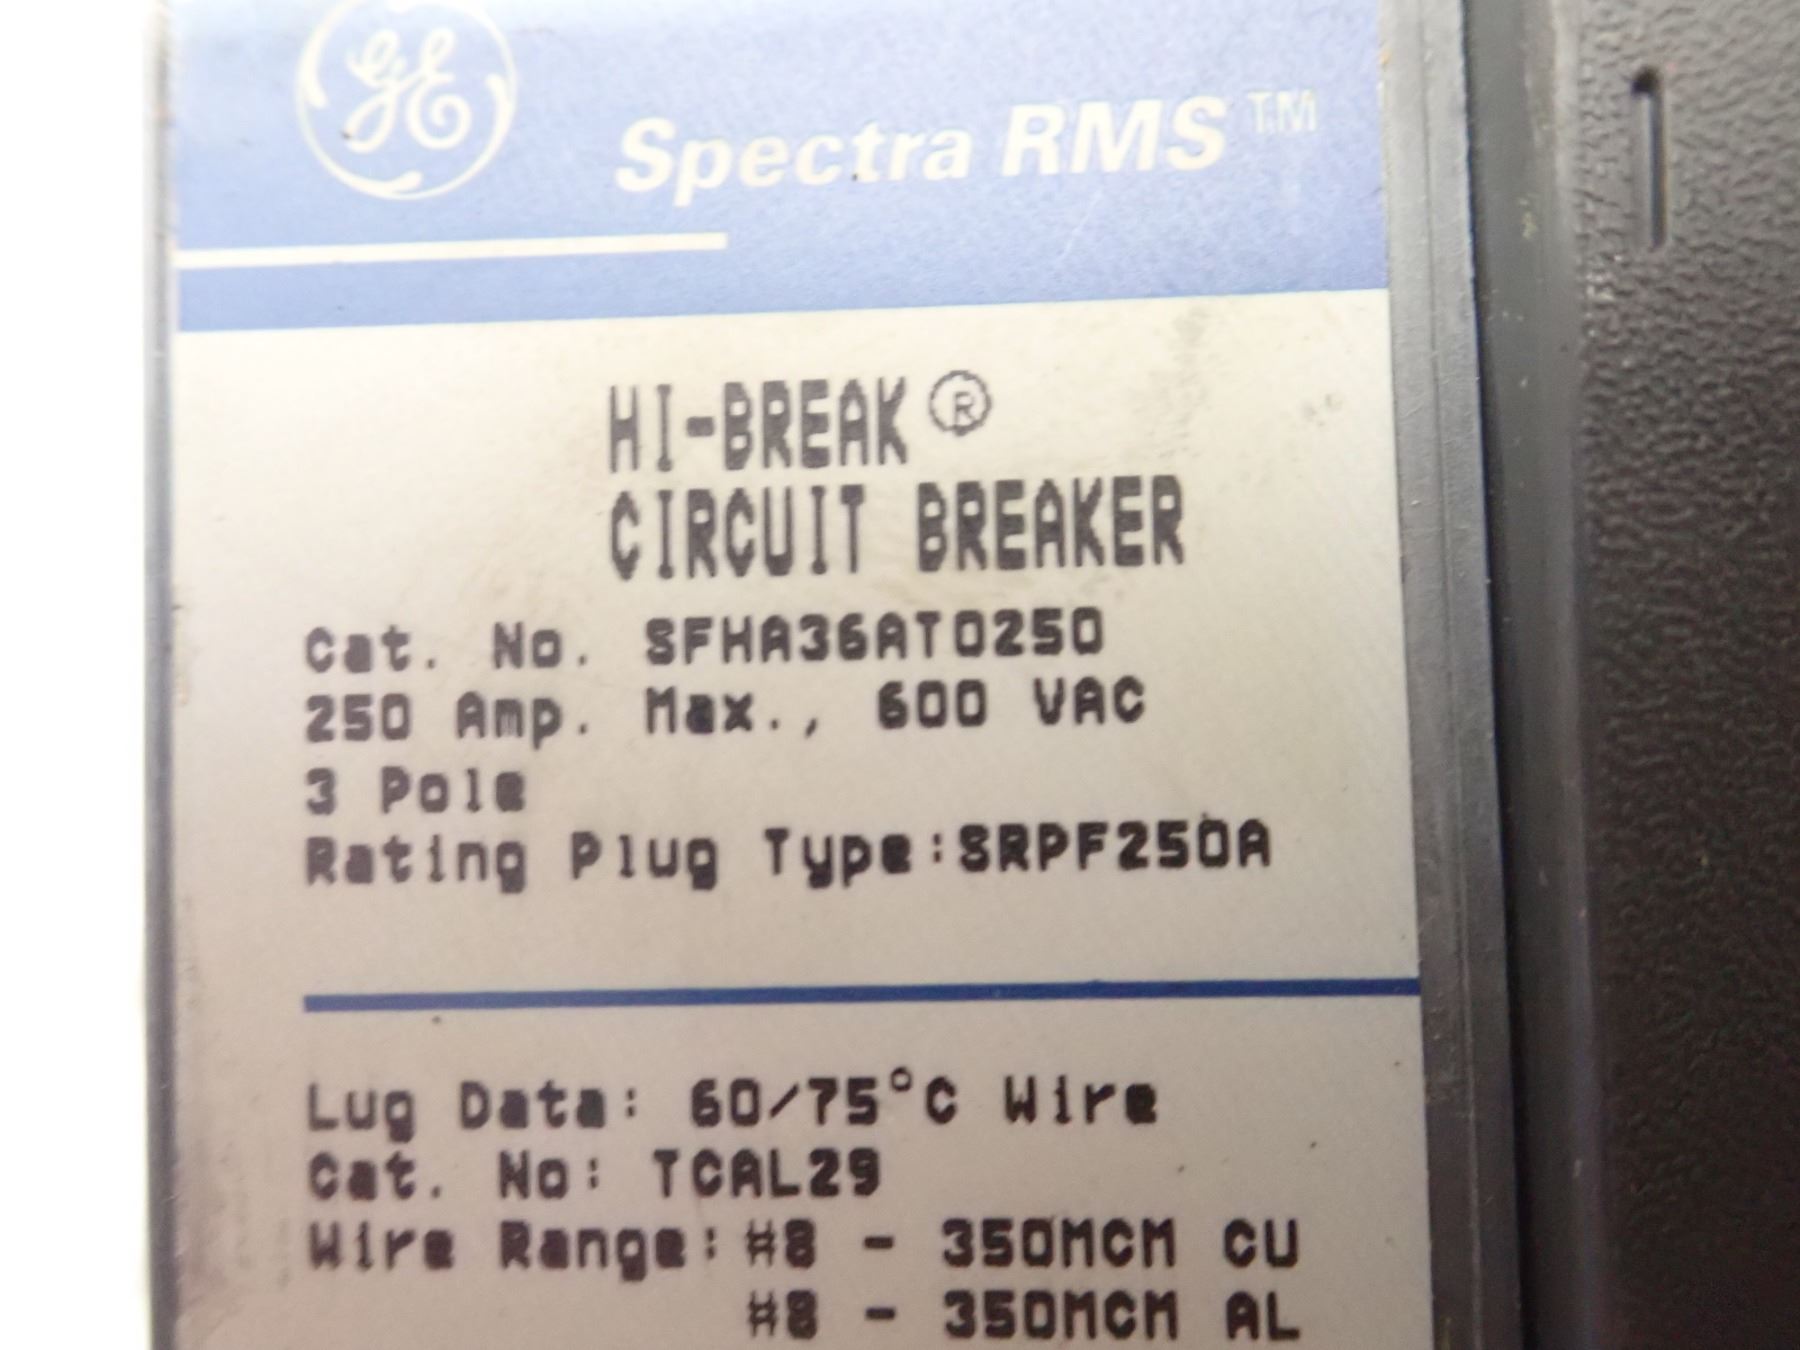 GE
Spectra RMS™
HI-BREAK®
CIRCUIT BREAKER
Cat. No. SFHA36AT0250
250 Amp. Max., 600 VAC
3 Pole
Rating Plug Type:SRPF250A
Lug Data: 60/75°C Wire
Cat. No: TCAL29
Wire Range: #8 - 350MCM CU
#8 - 350MCM AL